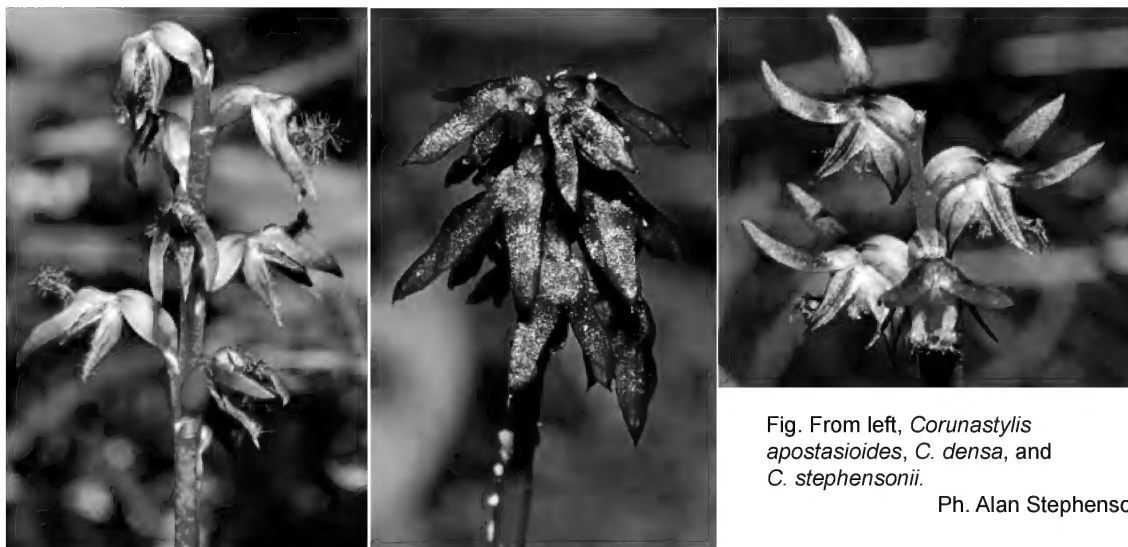 Fig. From left, Corunastylis
apostasioides, C. densa, and
C. stephensonii.
Ph. Alan Stephenso